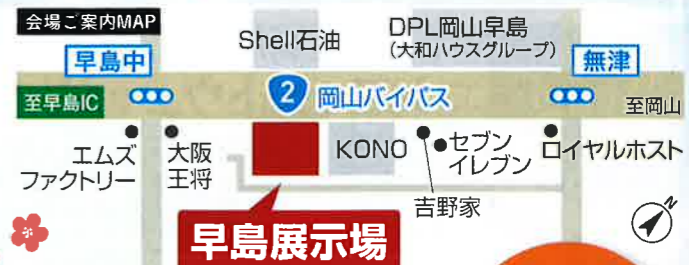 会場ご案内MAP
Shell石油
DPL岡山早島
(大和ハウスグループ)
早島中
無津
至早島IC
2
岡山バイパス
至岡山
エムズ
ファクトリー
大阪
王将
KONO
セブン
イレブン
ロイヤルホスト
吉野家
早島展示場
N